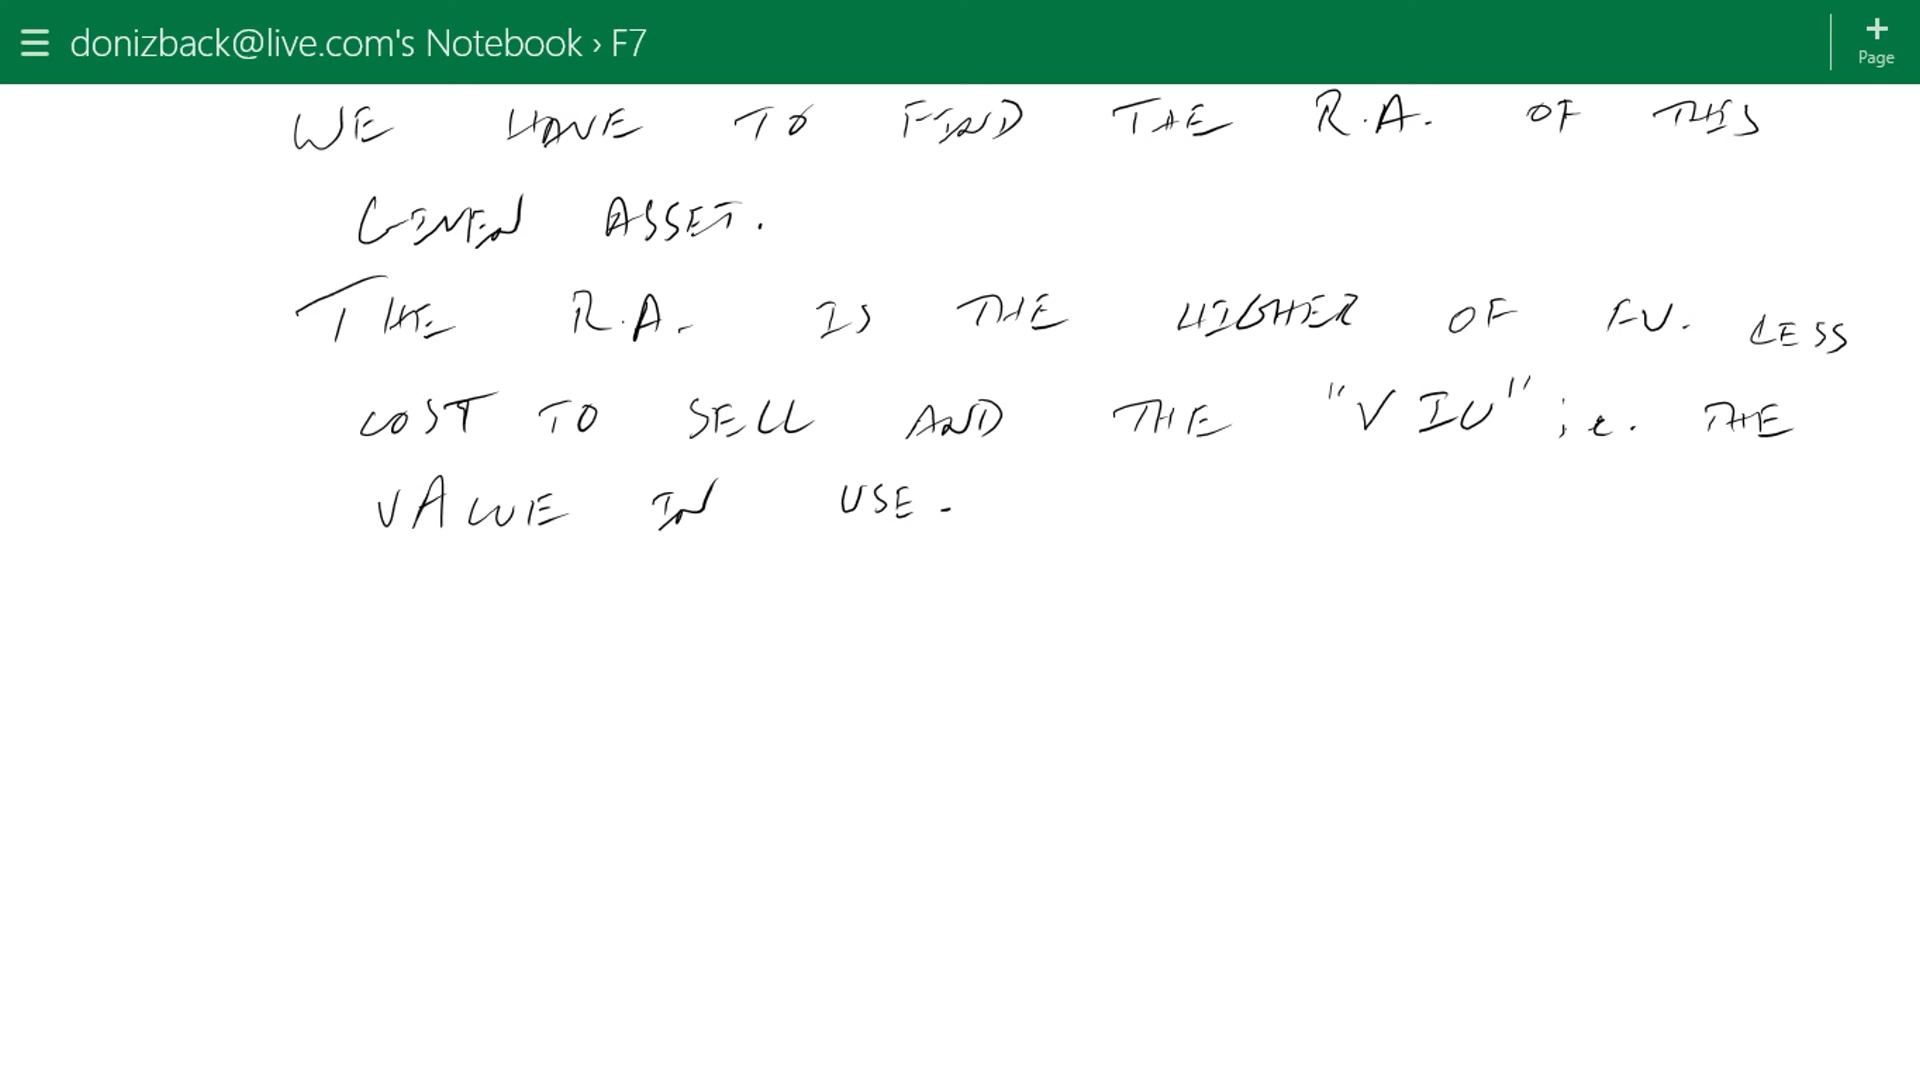 donizback@live.com's Notebook › F7
+
Page
WE HAVE TO FIND THE R.A. OF THIS
GIVEN ASSET.
THE R.A. IS THE HIGHER OF F.V. LESS
COST TO SELL AND THE "VIU" i.e. THE
VALUE IN USE.